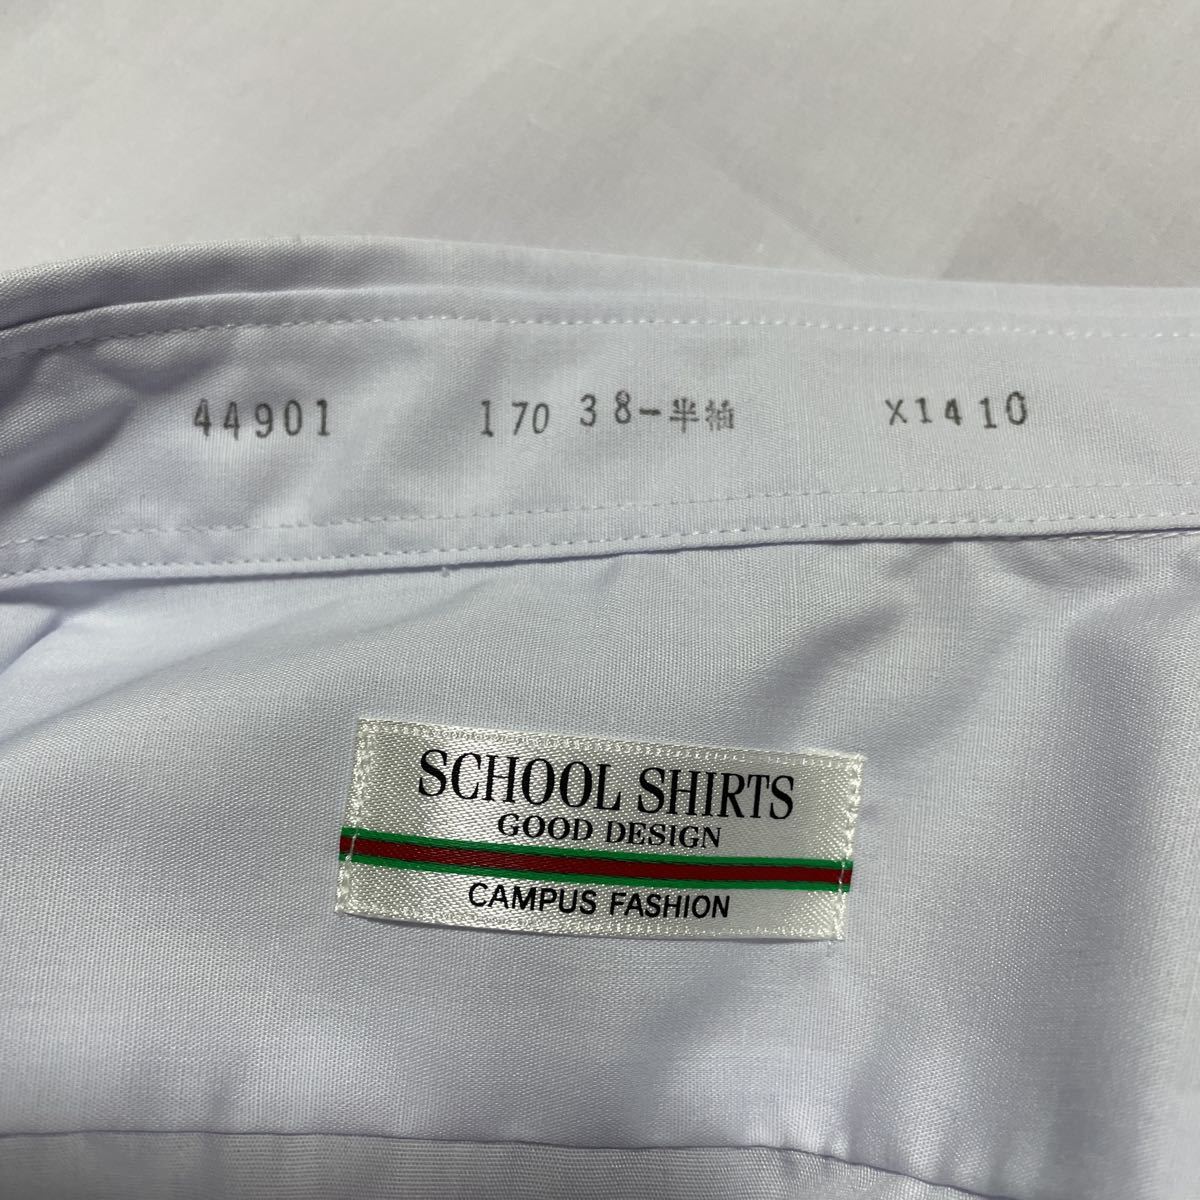 44901 170 38-半袖 X1410
SCHOOL SHIRTS
GOOD DESIGN
CAMPUS FASHION